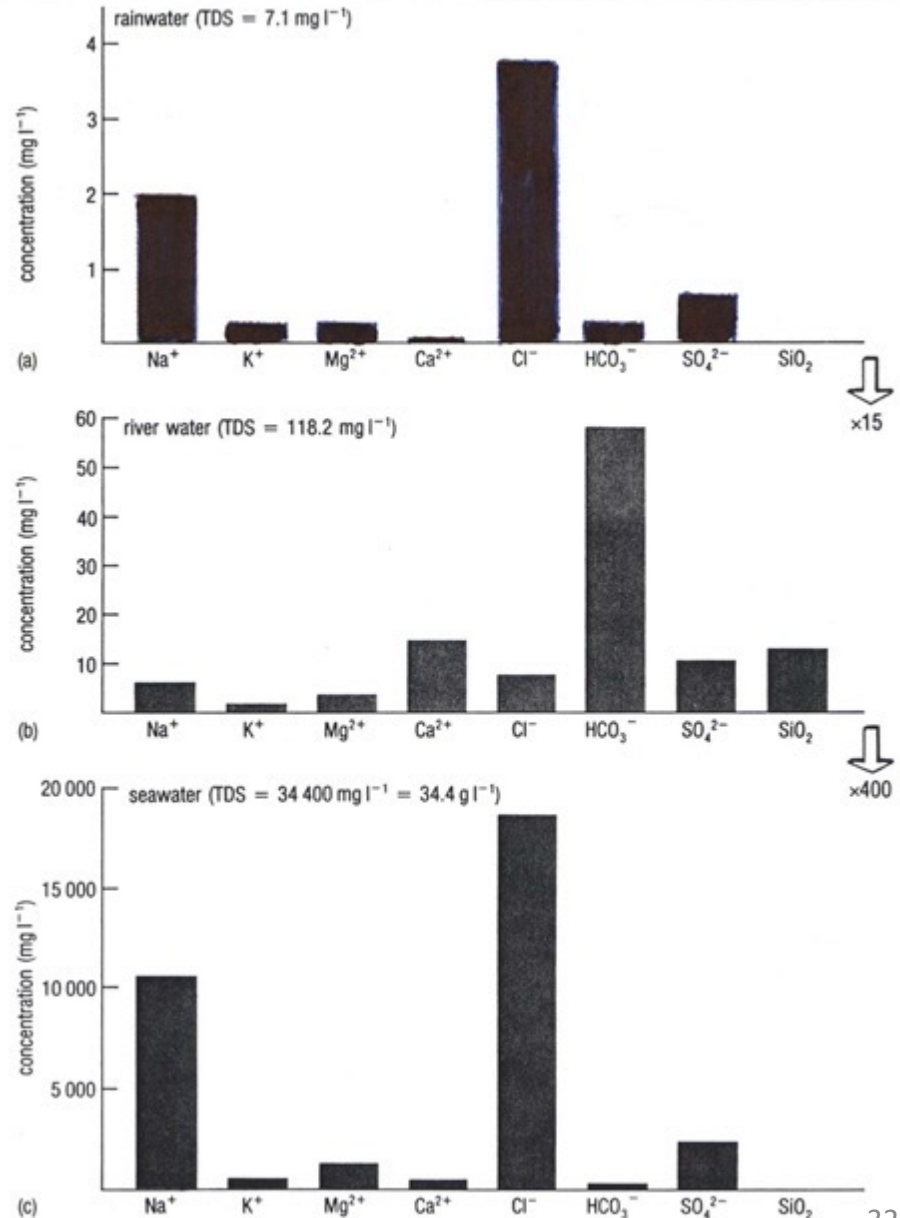 rainwater (TDS = 7.1 mg l⁻¹)
concentration (mg l⁻¹)
4
3
2
1
(a)
Na⁺ K⁺ Mg²⁺ Ca²⁺ Cl⁻ HCO₃⁻ SO₄²⁻ SiO₂
×15
river water (TDS = 118.2 mg l⁻¹)
concentration (mg l⁻¹)
60
50
40
30
20
10
(b)
Na⁺ K⁺ Mg²⁺ Ca²⁺ Cl⁻ HCO₃⁻ SO₄²⁻ SiO₂
×400
seawater (TDS = 34 400 mg l⁻¹ = 34.4 g l⁻¹)
concentration (mg l⁻¹)
20 000
15 000
10 000
5 000
(c)
Na⁺ K⁺ Mg²⁺ Ca²⁺ Cl⁻ HCO₃⁻ SO₄²⁻ SiO₂